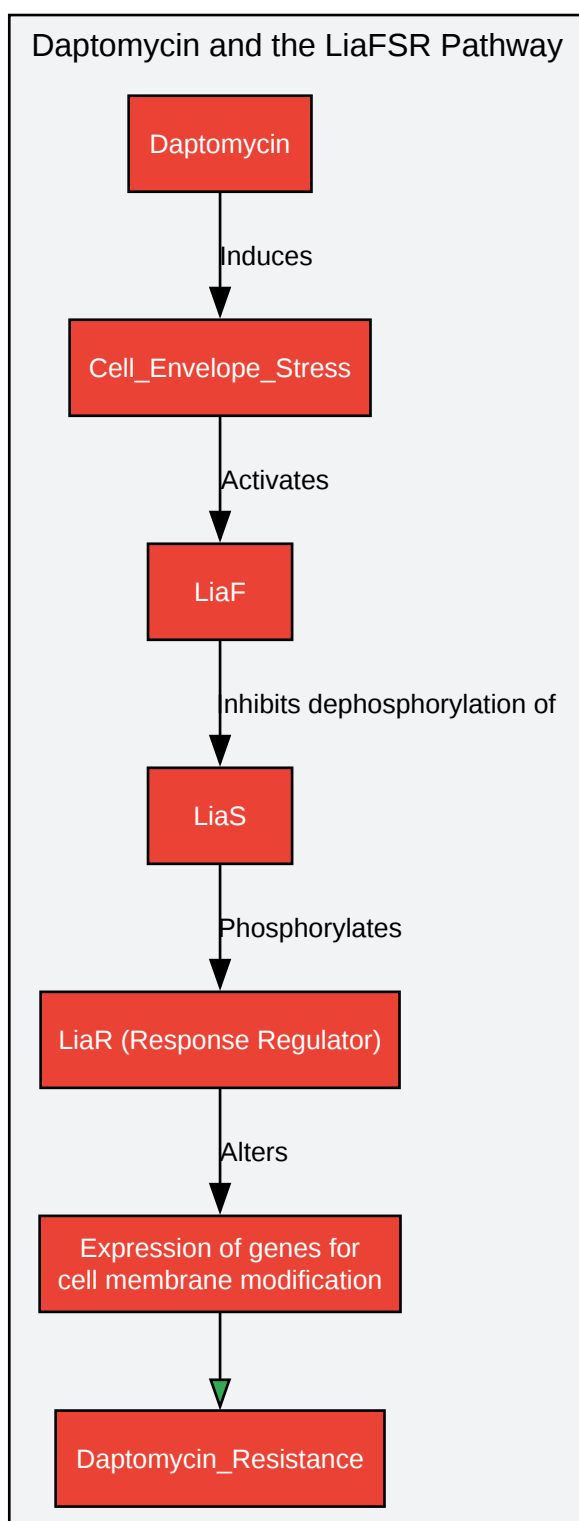 Daptomycin and the LiaFSR Pathway
Daptomycin
Induces
Cell_Envelope_Stress
Activates
LiaF
Inhibits dephosphorylation of
LiaS
Phosphorylates
LiaR (Response Regulator)
Alters
Expression of genes for
cell membrane modification
Daptomycin_Resistance